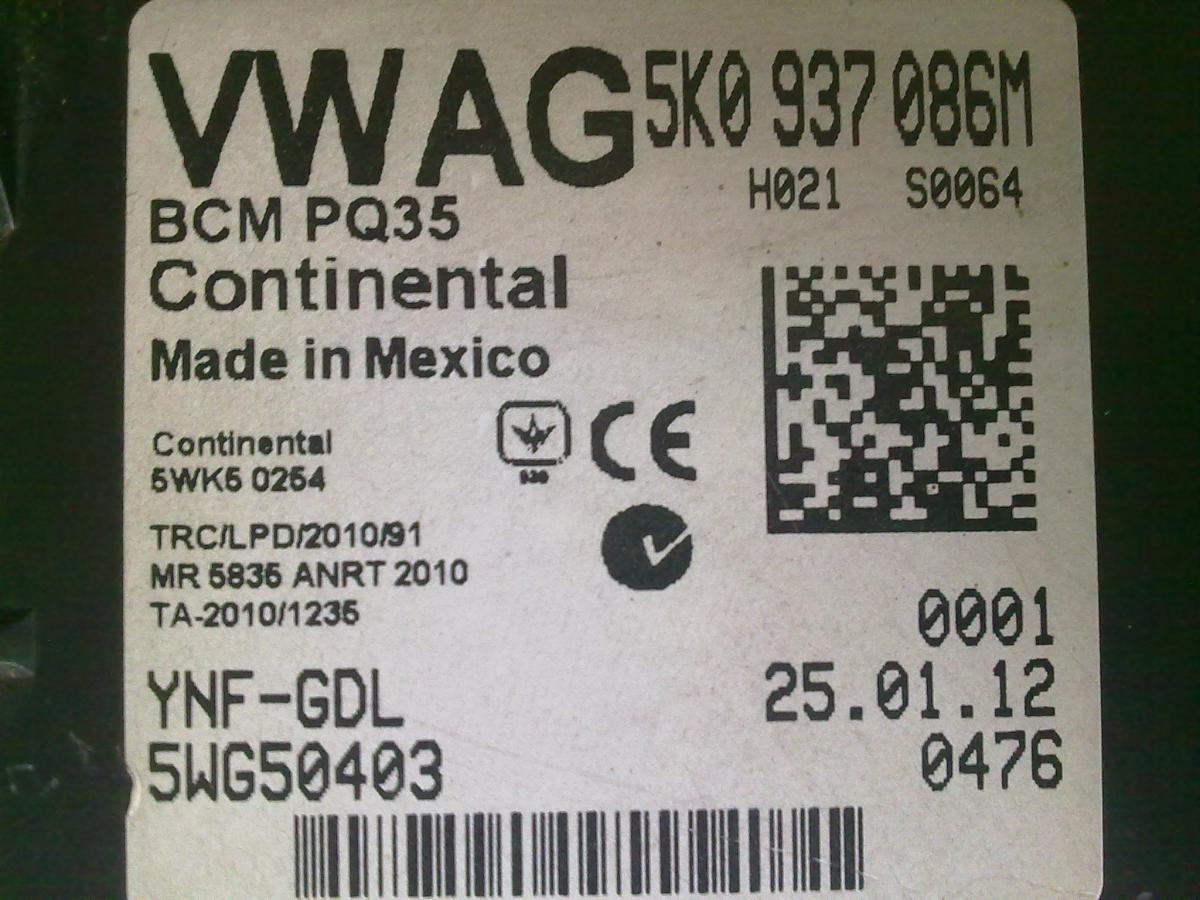 VWAG 5K0 937 086M
H021 S0064
BCM PQ35
Continental
Made in Mexico
CE
Continental
5WK5 0254
TRC/LPD/2010/91
MR 5835 ANRT 2010
TA-2010/1235
0001
YNF-GDL 25.01.12
5WG50403 0476